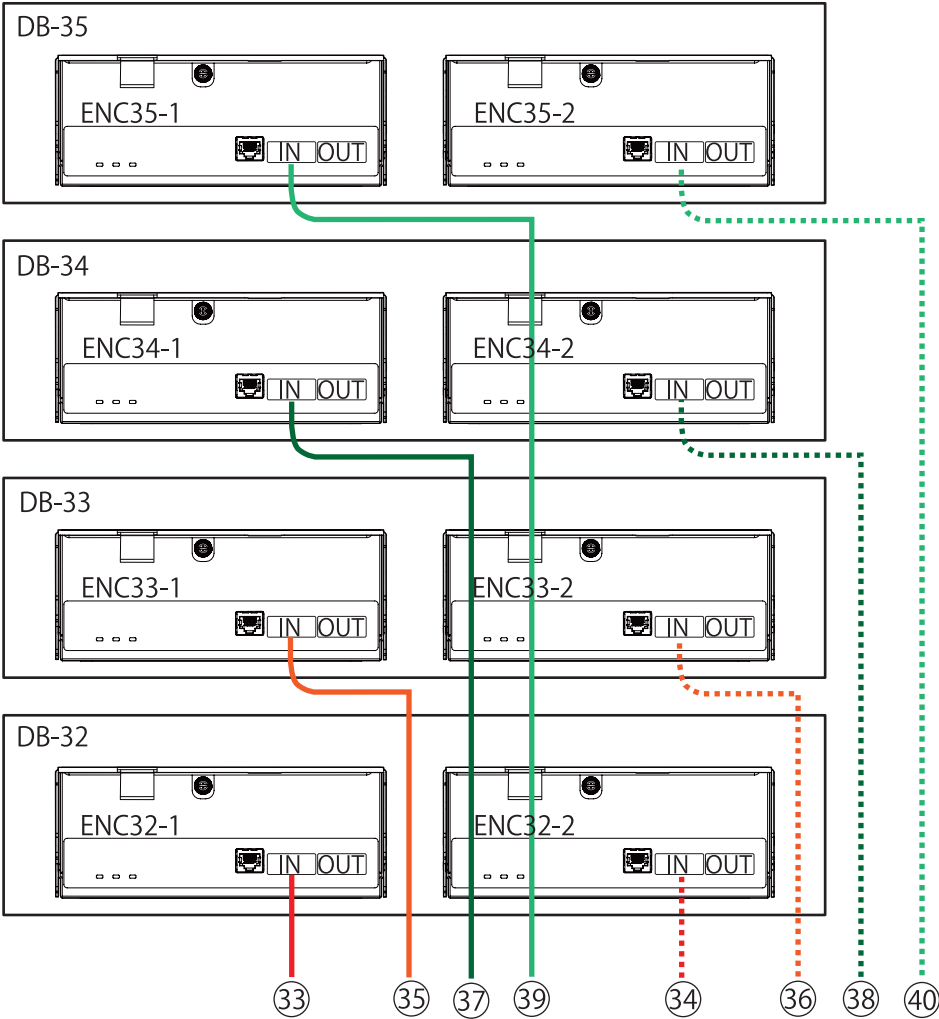 DB-35
ENC35-1 ENC35-2
IN OUT IN OUT
DB-34
ENC34-1 ENC34-2
IN OUT IN OUT
DB-33
ENC33-1 ENC33-2
IN OUT IN OUT
DB-32
ENC32-1 ENC32-2
IN OUT IN OUT
㉝ ㉟ ㊲ ㊴ ㉞ ㊱ ㊳ ㊵